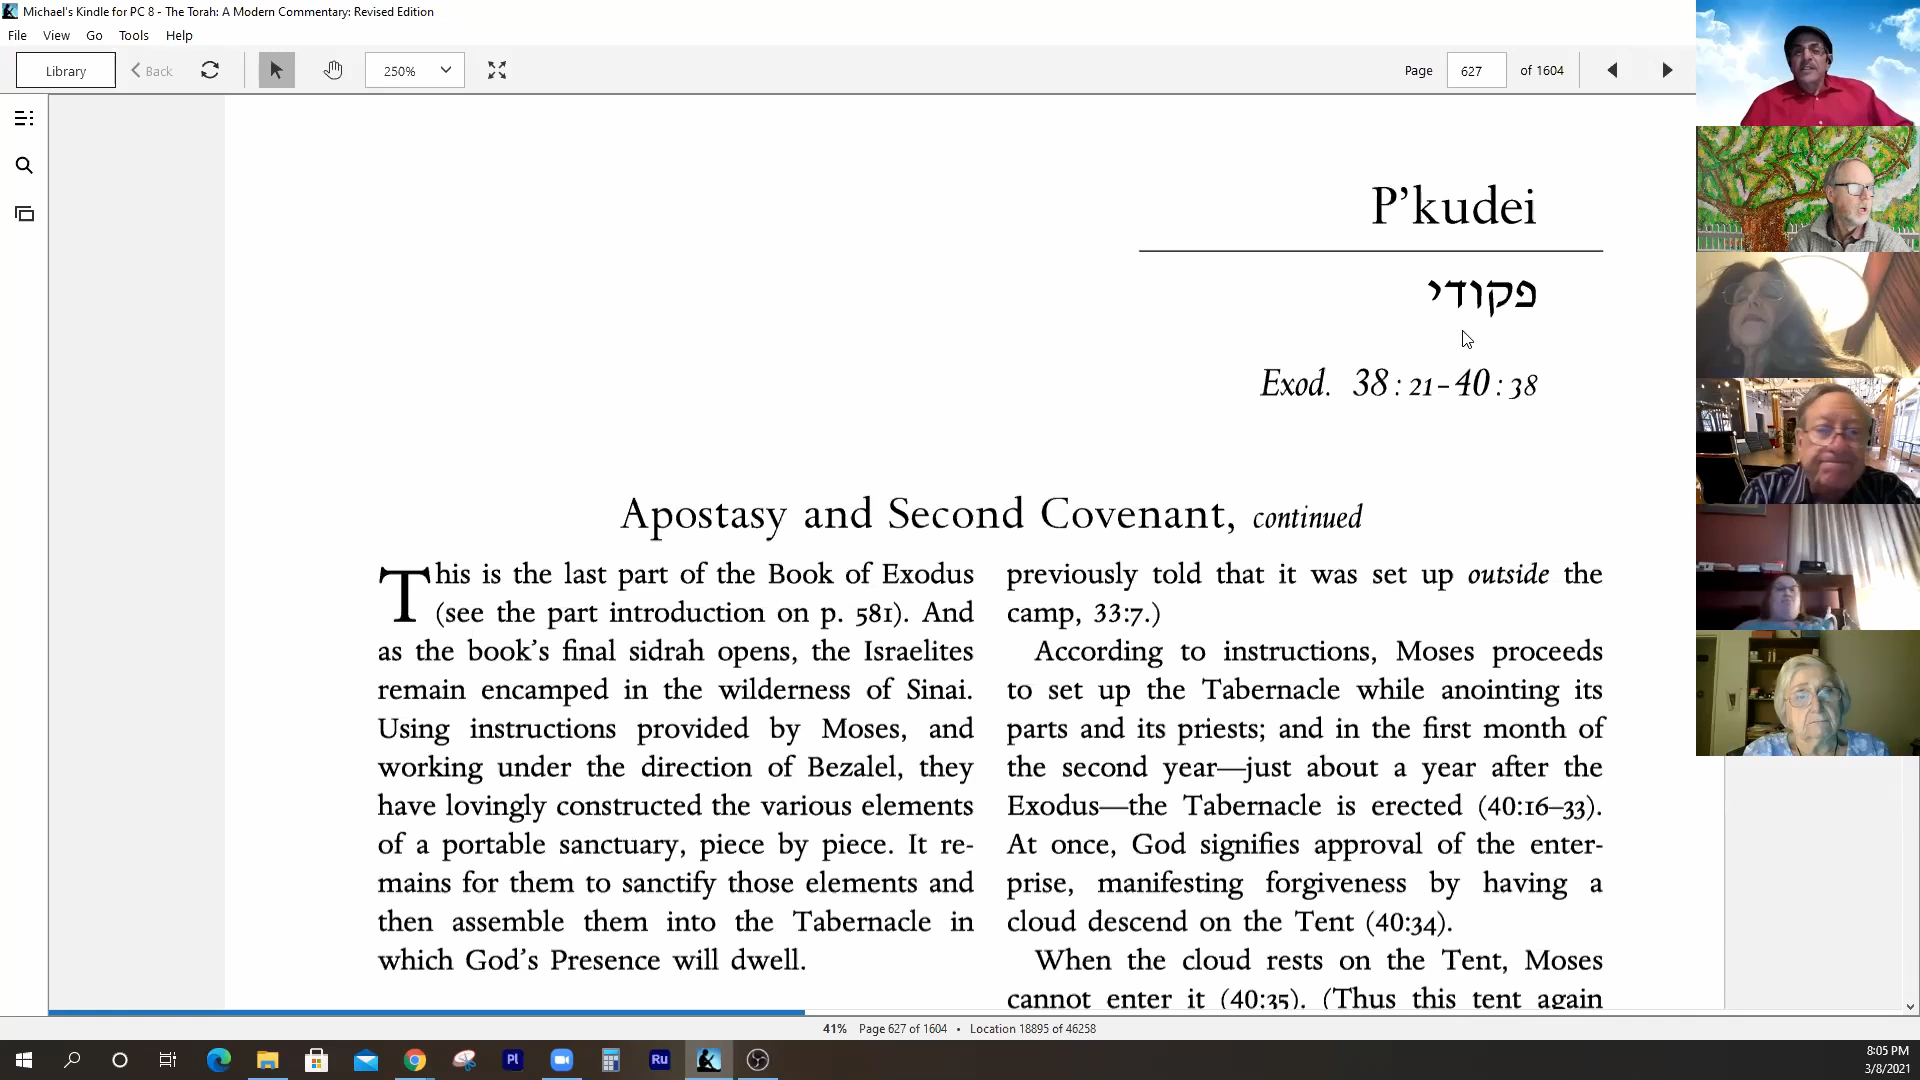 Michael's Kindle for PC 8 - The Torah: A Modern Commentary: Revised Edition
File View Go Tools Help
Library Back 250% Page 627 of 1604
P’kudei
פקודי
Exod. 38:21–40:38
Apostasy and Second Covenant, continued
This is the last part of the Book of Exodus
(see the part introduction on p. 581). And
as the book’s final sidrah opens, the Israelites
remain encamped in the wilderness of Sinai.
Using instructions provided by Moses, and
working under the direction of Bezalel, they
have lovingly constructed the various elements
of a portable sanctuary, piece by piece. It re-
mains for them to sanctify those elements and
then assemble them into the Tabernacle in
which God’s Presence will dwell.
previously told that it was set up outside the
camp, 33:7.)
According to instructions, Moses proceeds
to set up the Tabernacle while anointing its
parts and its priests; and in the first month of
the second year—just about a year after the
Exodus—the Tabernacle is erected (40:16–33).
At once, God signifies approval of the enter-
prise, manifesting forgiveness by having a
cloud descend on the Tent (40:34).
When the cloud rests on the Tent, Moses
cannot enter it (40:35). (Thus this tent again
41% Page 627 of 1604 • Location 18895 of 46258
Pl Ru
8:05 PM
3/8/2021